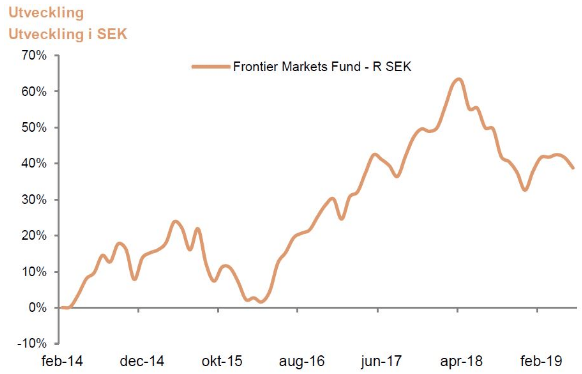 Utveckling
Utveckling i SEK
Frontier Markets Fund - R SEK
70%
60%
50%
40%
30%
20%
10%
0%
-10%
feb-14 dec-14 okt-15 aug-16 jun-17 apr-18 feb-19